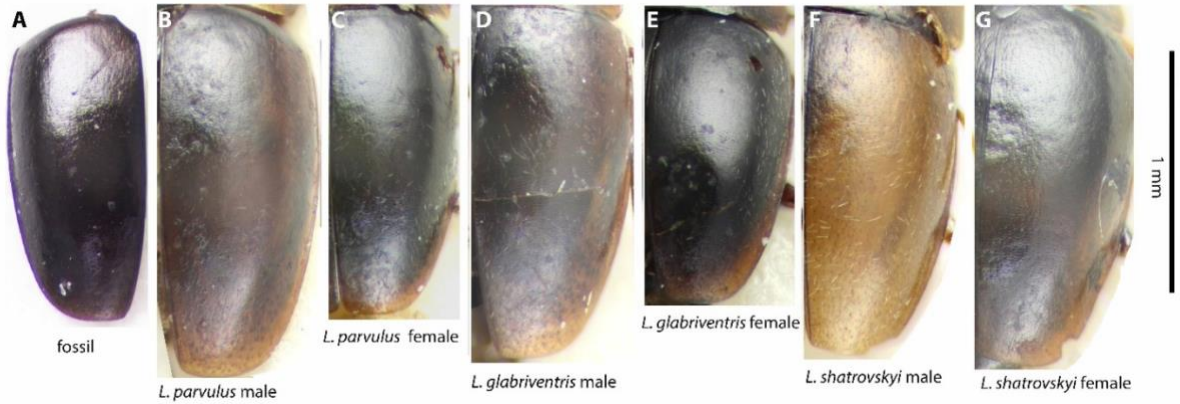 A B C D E F G
1 mm
fossil
L. parvulus male
L. parvulus female
L. glabriventris male
L. glabriventris female
L. shatrovskyi male
L. shatrovskyi female